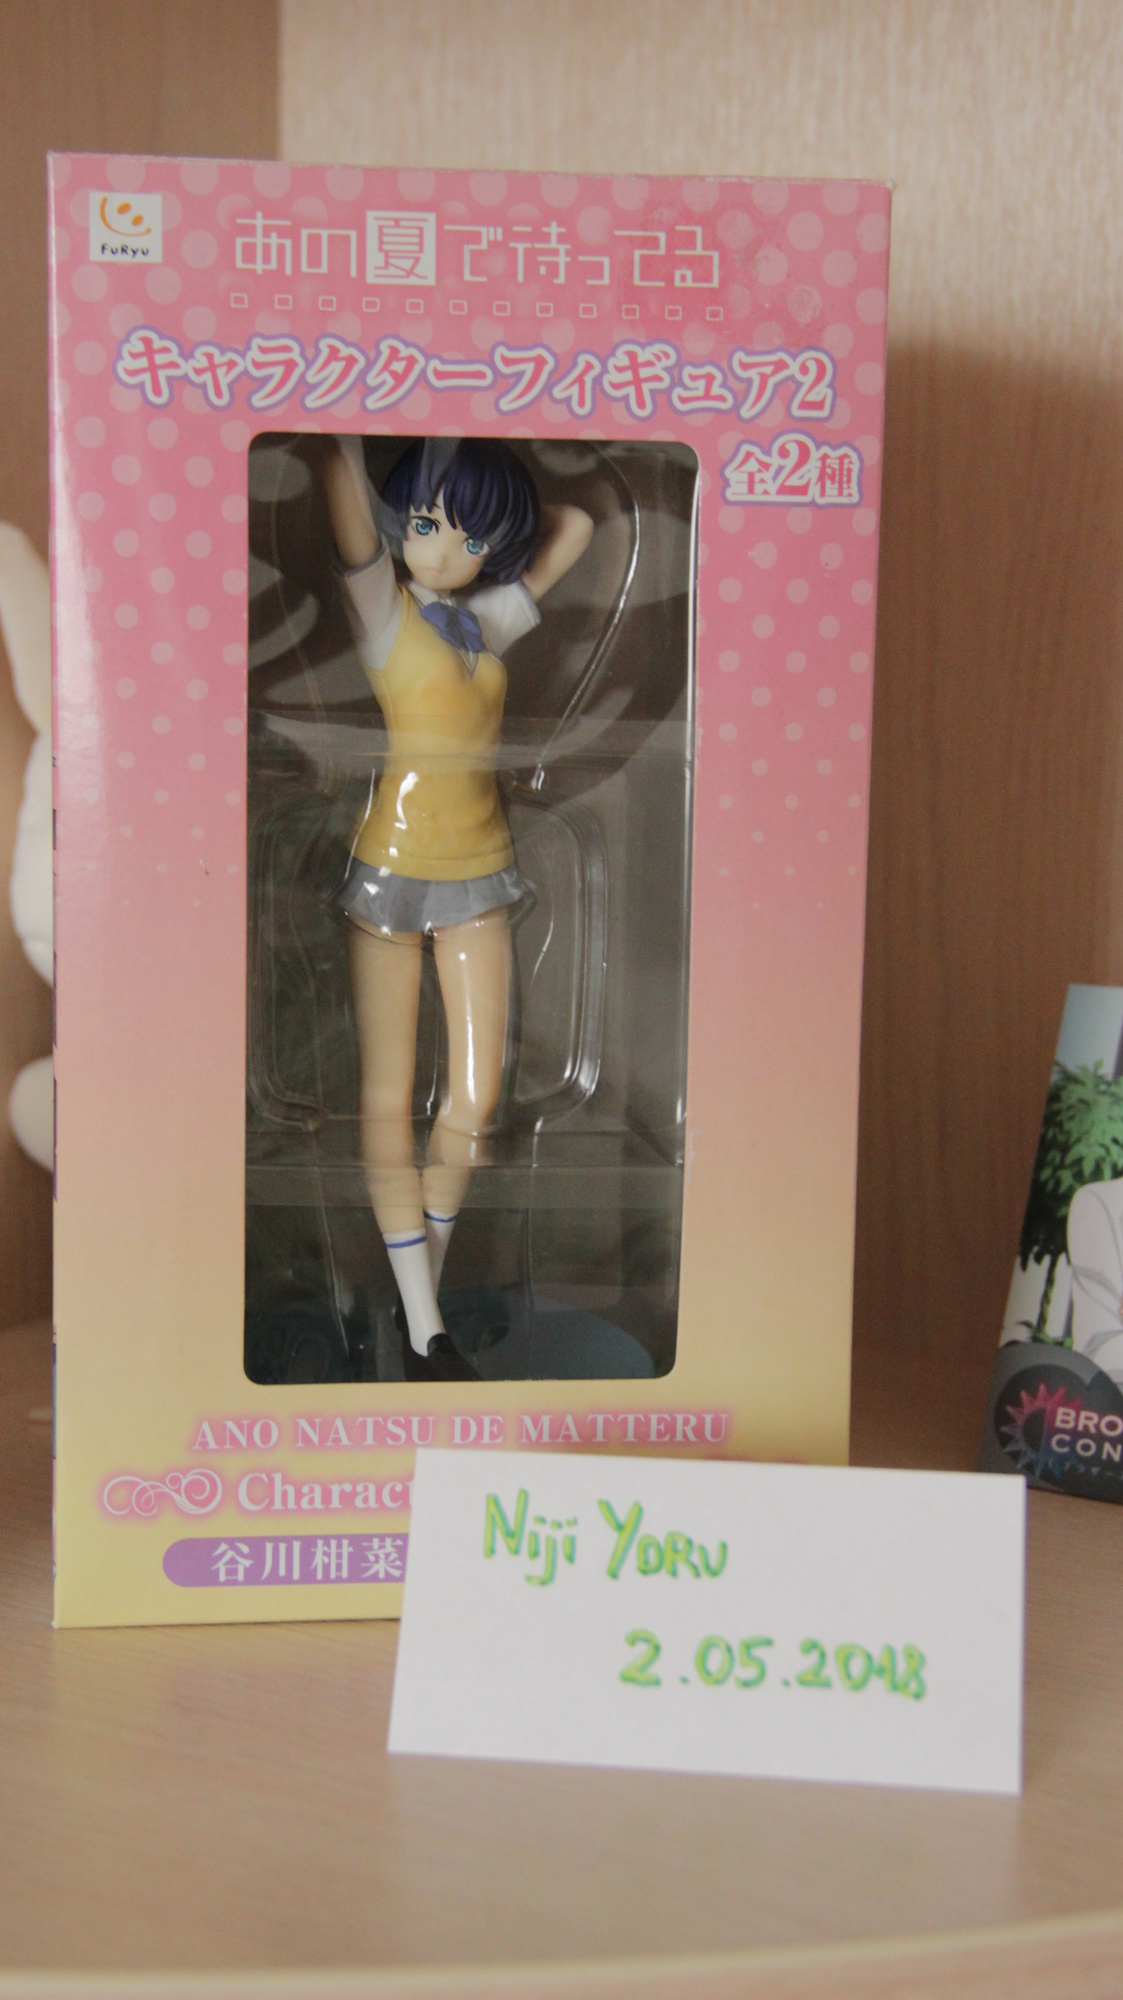 FuRyu
あの夏で待ってる
キャラクターフィギュア2
全2種
ANO NATSU DE MATTERU
Charact
谷川柑菜
Niji YORU
2.05.2018
BRO
CON